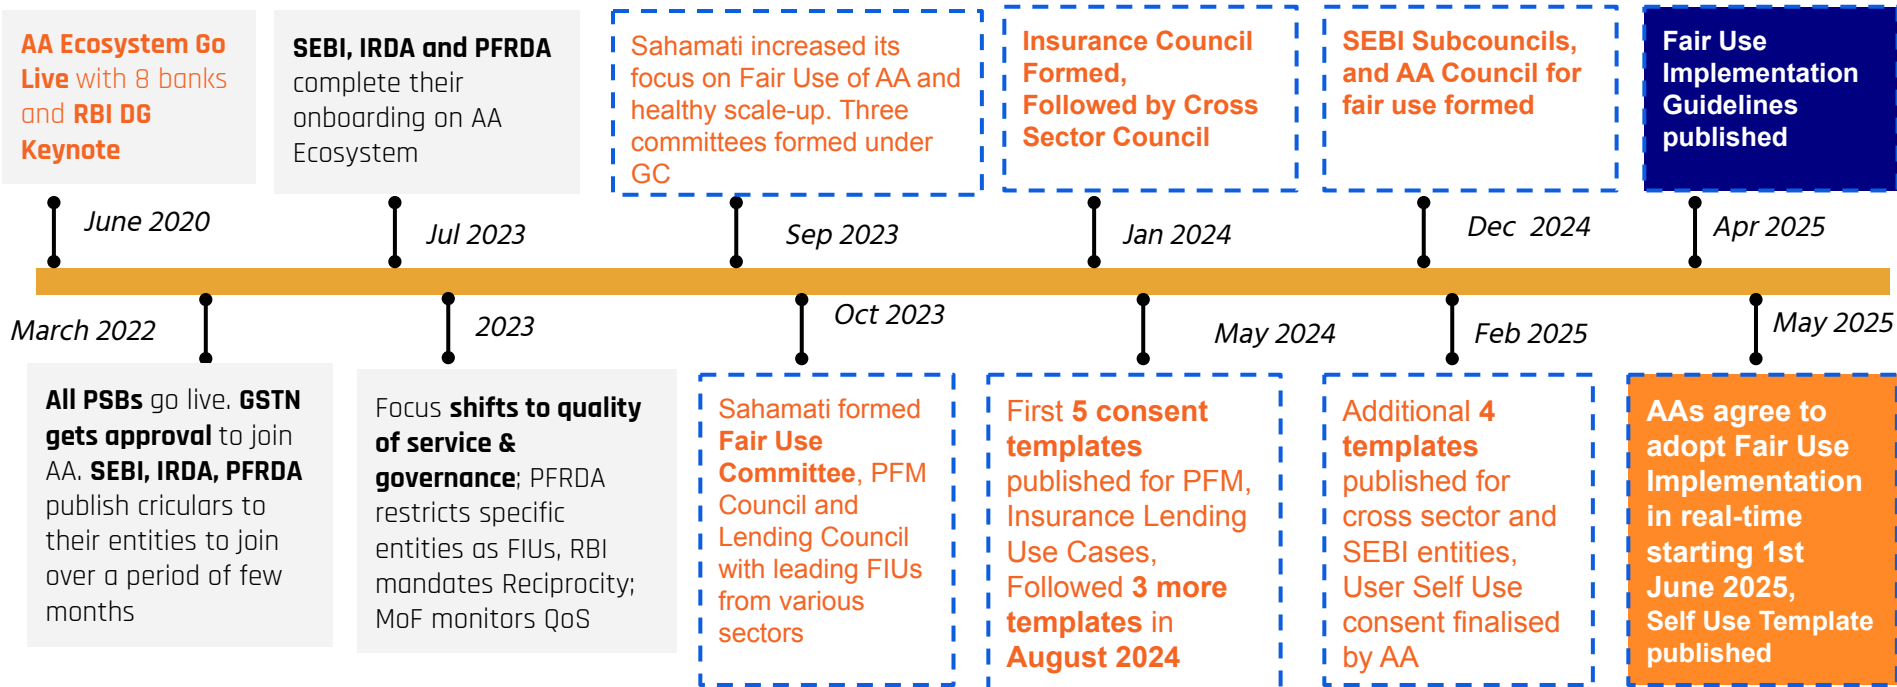 AA Ecosystem Go
Live with 8 banks
and RBI DG
Keynote
SEBI, IRDA and PFRDA
complete their
onboarding on AA
Ecosystem
Sahamati increased its
focus on Fair Use of AA and
healthy scale-up. Three
committees formed under
GC
Insurance Council
Formed,
Followed by Cross
Sector Council
SEBI Subcouncils,
and AA Council for
fair use formed
Fair Use
Implementation
Guidelines
published
June 2020
Jul 2023
Sep 2023
Jan 2024
Dec 2024
Apr 2025
March 2022
2023
Oct 2023
May 2024
Feb 2025
May 2025
All PSBs go live. GSTN
gets approval to join
AA. SEBI, IRDA, PFRDA
publish criculars to
their entities to join
over a period of few
months
Focus shifts to quality
of service &
governance; PFRDA
restricts specific
entities as FIUs, RBI
mandates Reciprocity;
MoF monitors QoS
Sahamati formed
Fair Use
Committee, PFM
Council and
Lending Council
with leading FIUs
from various
sectors
First 5 consent
templates
published for PFM,
Insurance Lending
Use Cases,
Followed 3 more
templates in
August 2024
Additional 4
templates
published for
cross sector and
SEBI entities,
User Self Use
consent finalised
by AA
AAs agree to
adopt Fair Use
Implementation
in real-time
starting 1st
June 2025,
Self Use Template
published